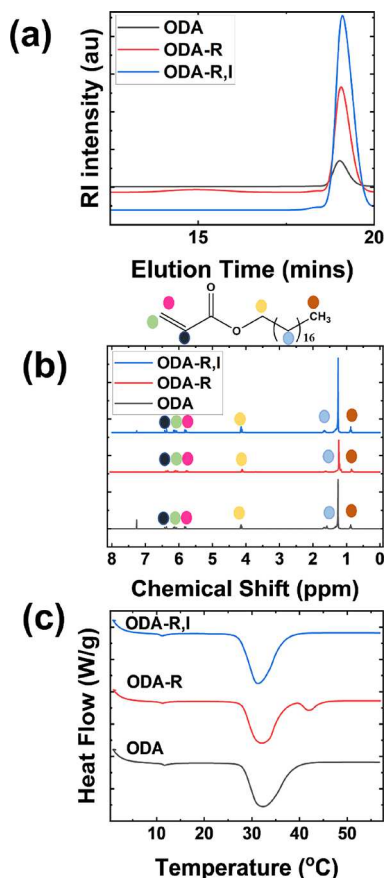 (a)
ODA
ODA-R
ODA-R,I
RI intensity (au)
15
20
Elution Time (mins)
O
O
CH3
16
(b)
ODA-R,I
ODA-R
ODA
8
7
6
5
4
3
2
1
0
Chemical Shift (ppm)
(c)
ODA-R,I
ODA-R
ODA
Heat Flow (W/g)
10
20
30
40
50
Temperature (°C)